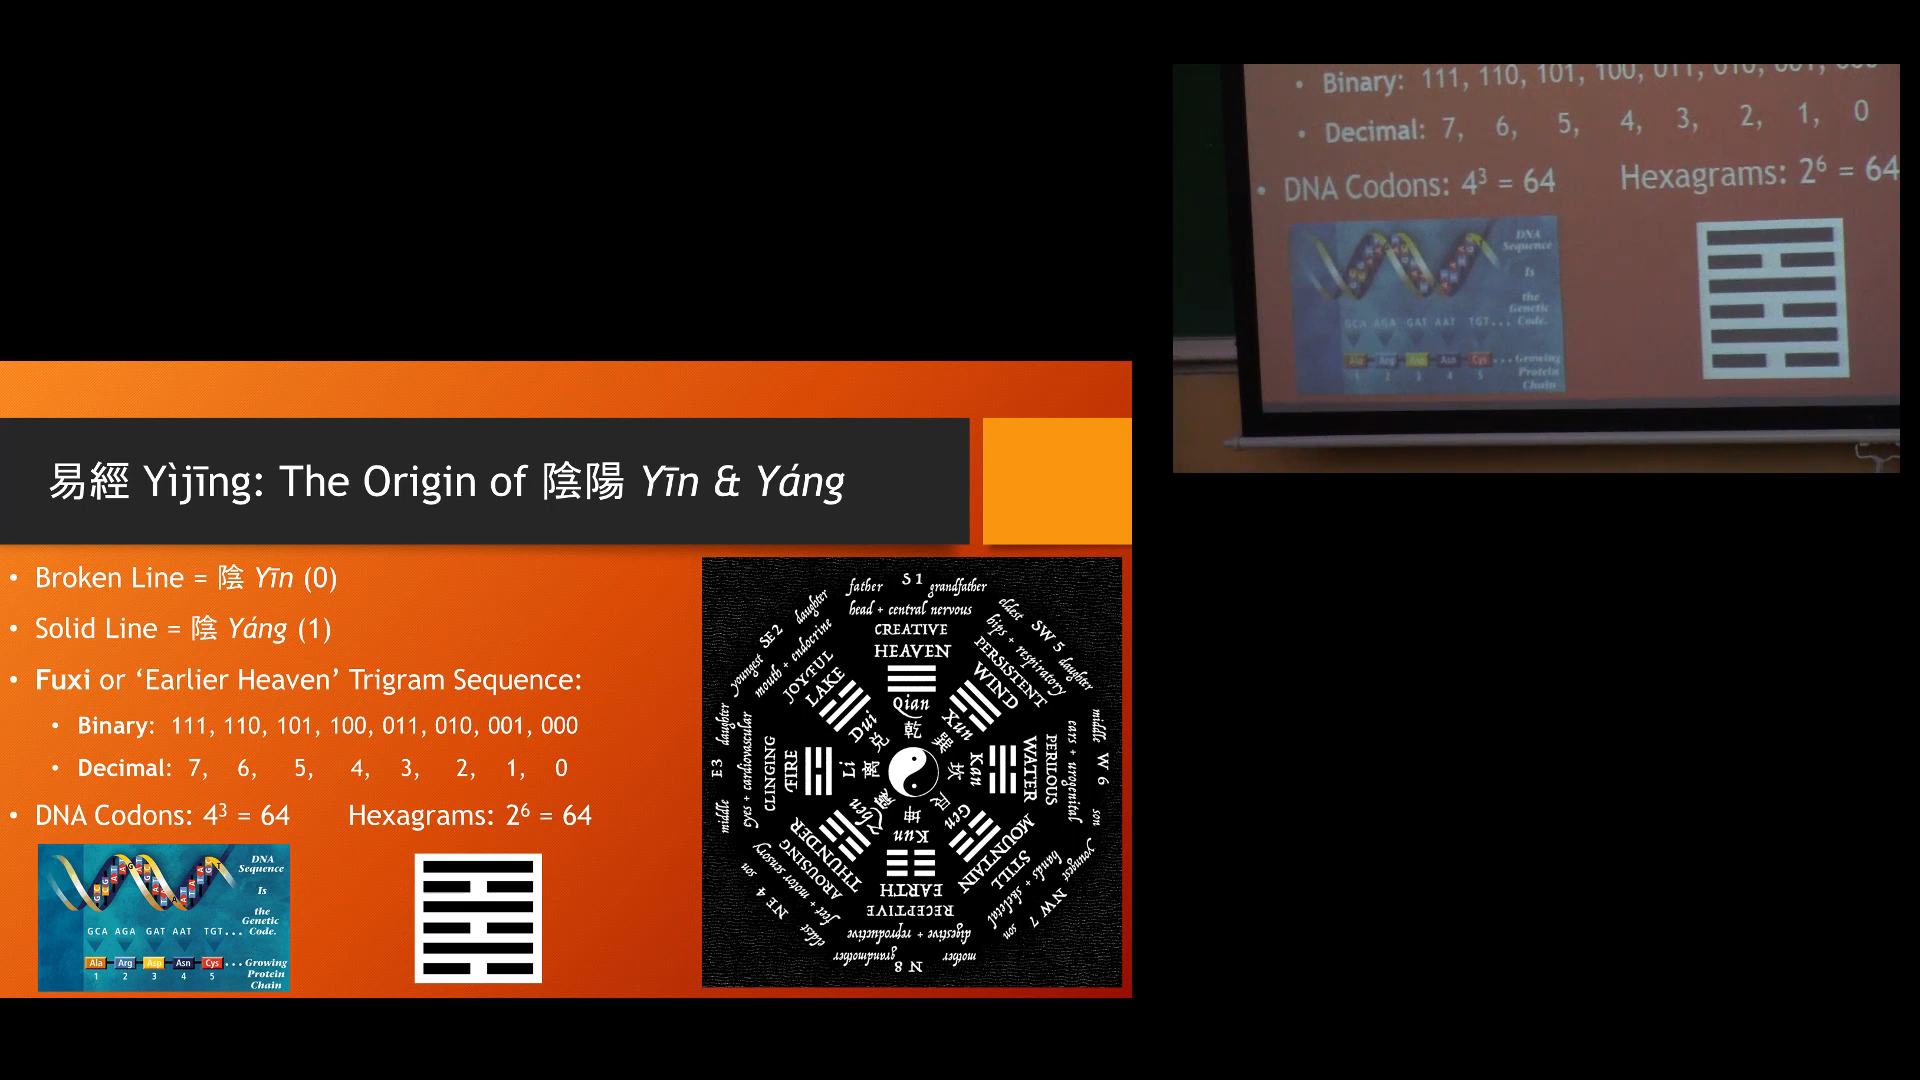 易經 Yìjīng: The Origin of 陰陽 Yīn & Yáng
• Broken Line = 陰 Yīn (0)
• Solid Line = 陰 Yáng (1)
• Fuxi or ‘Earlier Heaven’ Trigram Sequence:
• Binary: 111, 110, 101, 100, 011, 010, 001, 000
• Decimal: 7, 6, 5, 4, 3, 2, 1, 0
• DNA Codons: 4³ = 64 Hexagrams: 2⁶ = 64
DNA
Sequence
Is
the
Genetic
Code.
GCA AGA GAT AAT TGT...
Ala Arg Asp Asn Cys ...Growing
1 2 3 4 5 Protein
Chain
S 1
father grandfather
head + central nervous
CREATIVE
HEAVEN
Qian
乾
eldest SW 5 daughter
hips + respiratory
PERSISTENT
WIND
Xun
巽
middle W 6 son
ears + urogenital
PERILOUS
WATER
Kan
坎
youngest NW 7 son
hands + skeletal
STILL
MOUNTAIN
Gen
艮
mother N 8 grandmother
digestive + reproductive
RECEPTIVE
EARTH
Kun
坤
eldest NE 4 son
feet + motor sensory
AROUSING
THUNDER
middle E 3 daughter
eyes + cardiovascular
CLINGING
FIRE
Li
离
youngest SE 2 daughter
mouth + endocrine
JOYFUL
LAKE
Dui
兑
• Binary: 111, 110, 101, 100, 011, 010, 001, 000
• Decimal: 7, 6, 5, 4, 3, 2, 1, 0
• DNA Codons: 4³ = 64 Hexagrams: 2⁶ = 64
DNA
Sequence
Is
the
Genetic
Code.
GCA AGA GAT AAT TGT...
Ala Arg Asp Asn Cys ...Growing
1 2 3 4 5 Protein
Chain